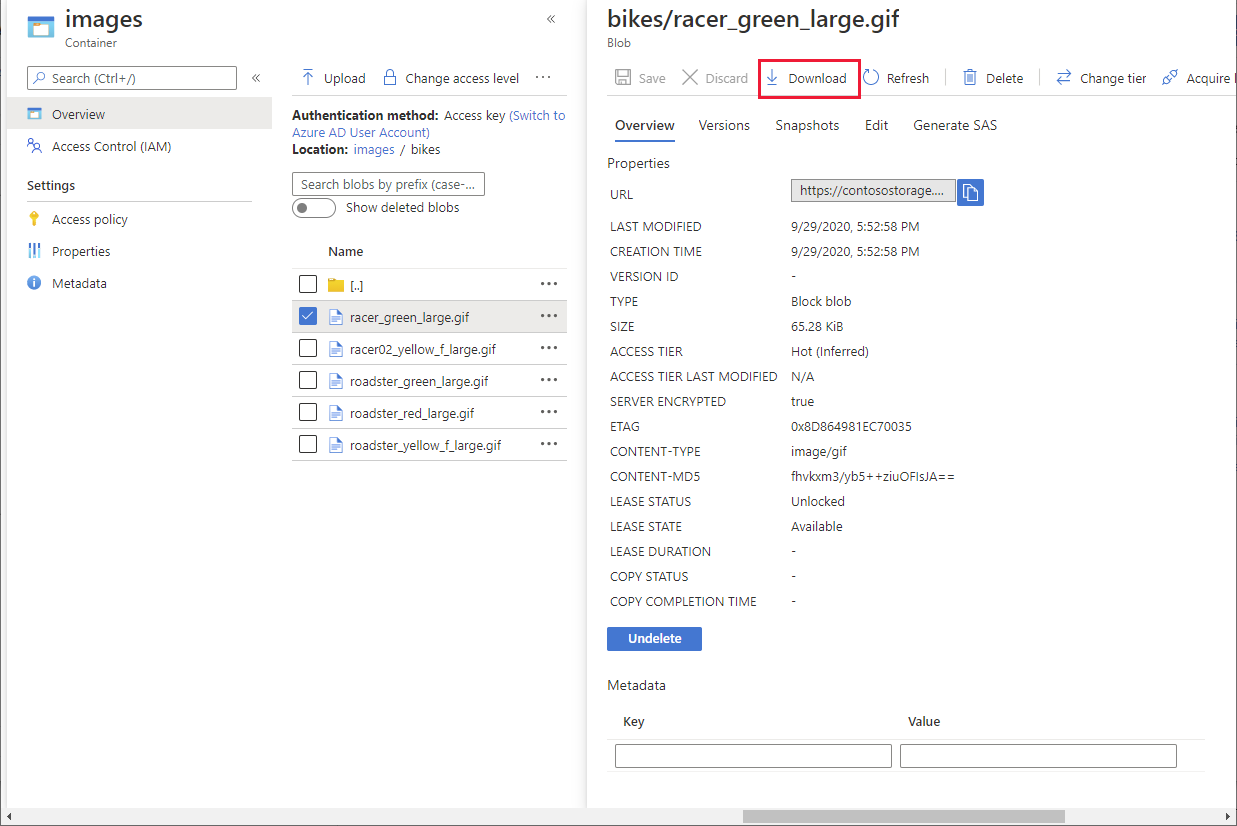 images
Container
Search (Ctrl+/)
Overview
Access Control (IAM)
Settings
Access policy
Properties
Metadata
Upload
Change access level
Authentication method: Access key (Switch to
Azure AD User Account)
Location: images / bikes
Search blobs by prefix (case-...
Show deleted blobs
Name
[..]
racer_green_large.gif
racer02_yellow_f_large.gif
roadster_green_large.gif
roadster_red_large.gif
roadster_yellow_f_large.gif
bikes/racer_green_large.gif
Blob
Save Discard Download Refresh Delete Change tier Acquire
Overview Versions Snapshots Edit Generate SAS
Properties
URL https://contosostorage....
LAST MODIFIED 9/29/2020, 5:52:58 PM
CREATION TIME 9/29/2020, 5:52:58 PM
VERSION ID -
TYPE Block blob
SIZE 65.28 KiB
ACCESS TIER Hot (Inferred)
ACCESS TIER LAST MODIFIED N/A
SERVER ENCRYPTED true
ETAG 0x8D864981EC70035
CONTENT-TYPE image/gif
CONTENT-MD5 fhvkxm3/yb5++ziuOFIsJA==
LEASE STATUS Unlocked
LEASE STATE Available
LEASE DURATION -
COPY STATUS -
COPY COMPLETION TIME -
Undelete
Metadata
Key Value